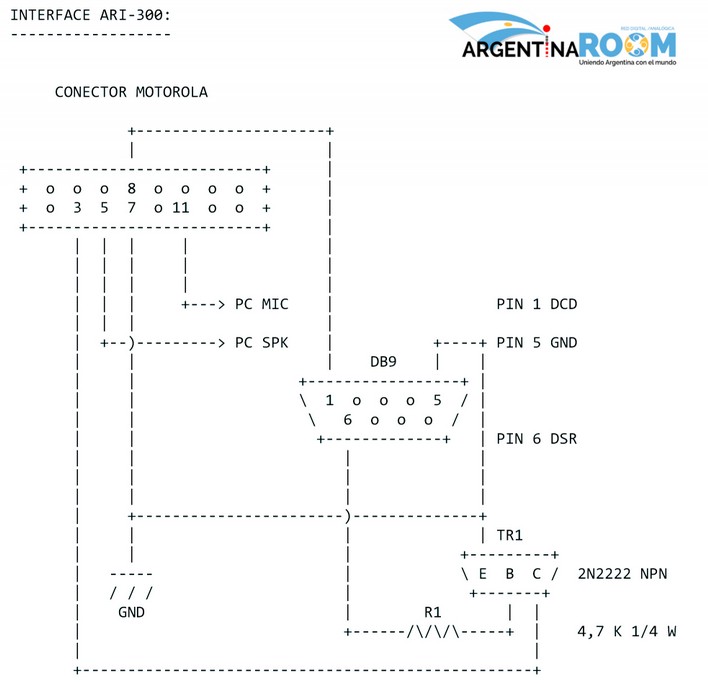 INTERFACE ARI-300:
RED DIGITAL /ANALÓGICA
ARGENTINAROOM
Uniendo Argentina con el mundo
CONECTOR MOTOROLA
+ o o o 8 o o o o +
+ o 3 5 7 o 11 o o +
+---> PC MIC
PIN 1 DCD
+--)---------> PC SPK
+----+ PIN 5 GND
DB9
\ 1 o o o 5 /
\ 6 o o o /
PIN 6 DSR
TR1
\ E B C / 2N2222 NPN
/ / /
GND
R1
+------/\/\/\-----+ 4,7 K 1/4 W